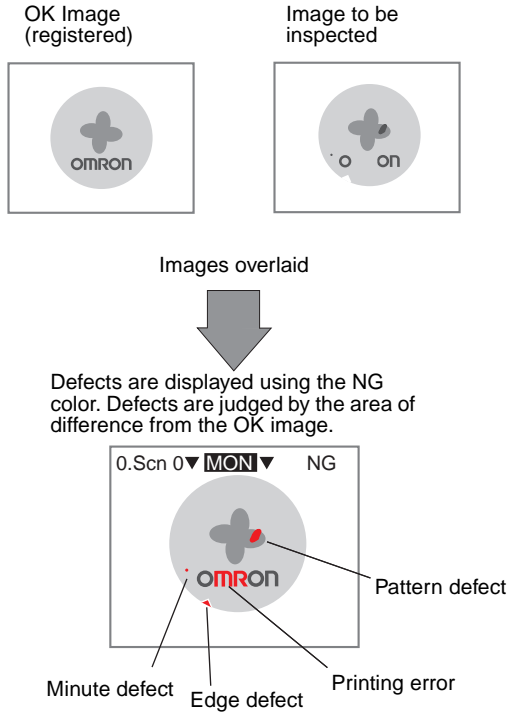 OK Image
(registered)
Image to be
inspected
OMRON
O on
Images overlaid
Defects are displayed using the NG
color. Defects are judged by the area of
difference from the OK image.
0.Scn 0▼ MON ▼ NG
OMRON
Pattern defect
Printing error
Minute defect
Edge defect